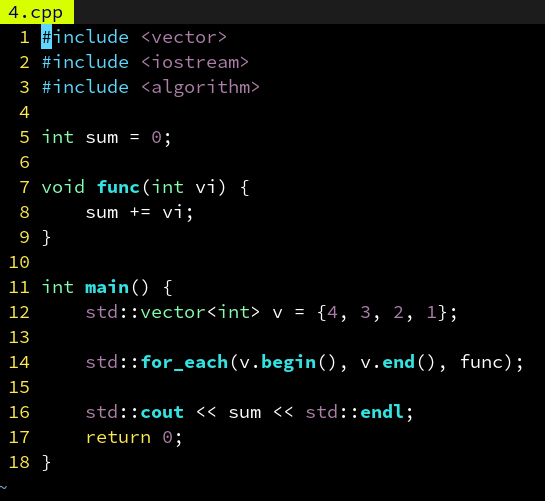 4.cpp
1 #include <vector>
2 #include <iostream>
3 #include <algorithm>
4
5 int sum = 0;
6
7 void func(int vi) {
8     sum += vi;
9 }
10
11 int main() {
12     std::vector<int> v = {4, 3, 2, 1};
13
14     std::for_each(v.begin(), v.end(), func);
15
16     std::cout << sum << std::endl;
17     return 0;
18 }
~